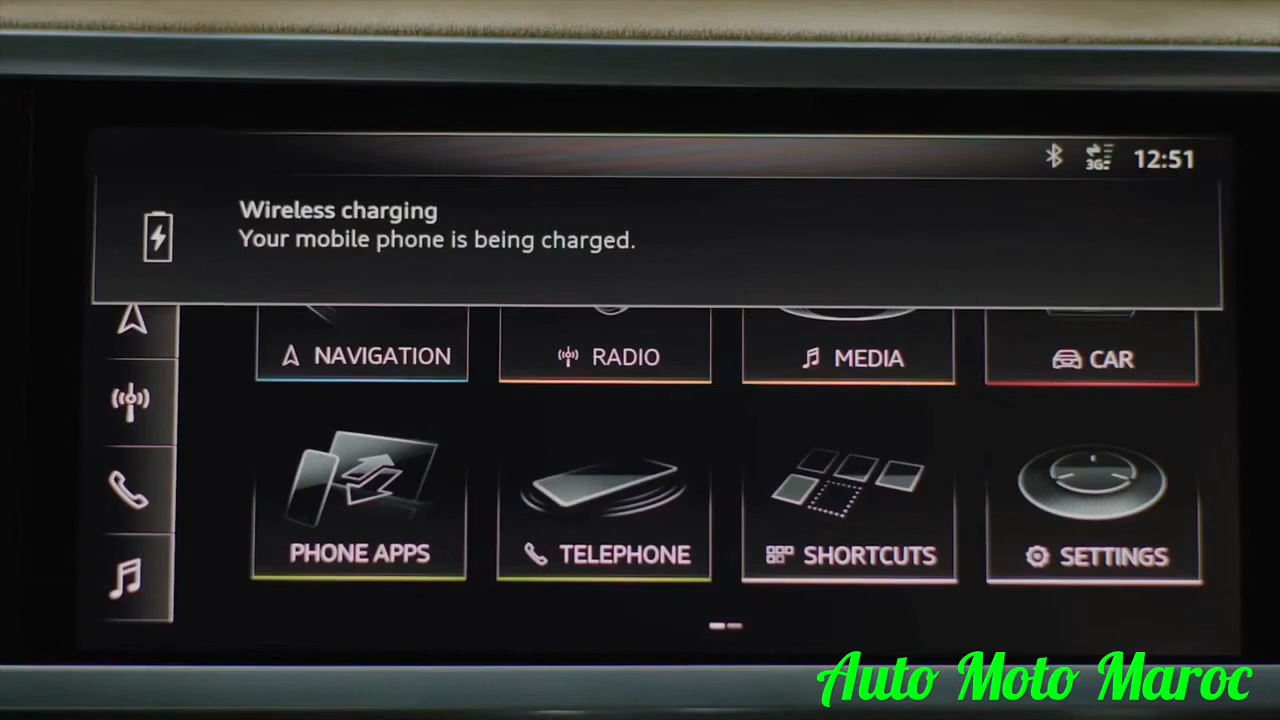 3G
12:51
Wireless charging
Your mobile phone is being charged.
NAVIGATION
RADIO
MEDIA
CAR
PHONE APPS
TELEPHONE
SHORTCUTS
SETTINGS
Auto Moto Maroc